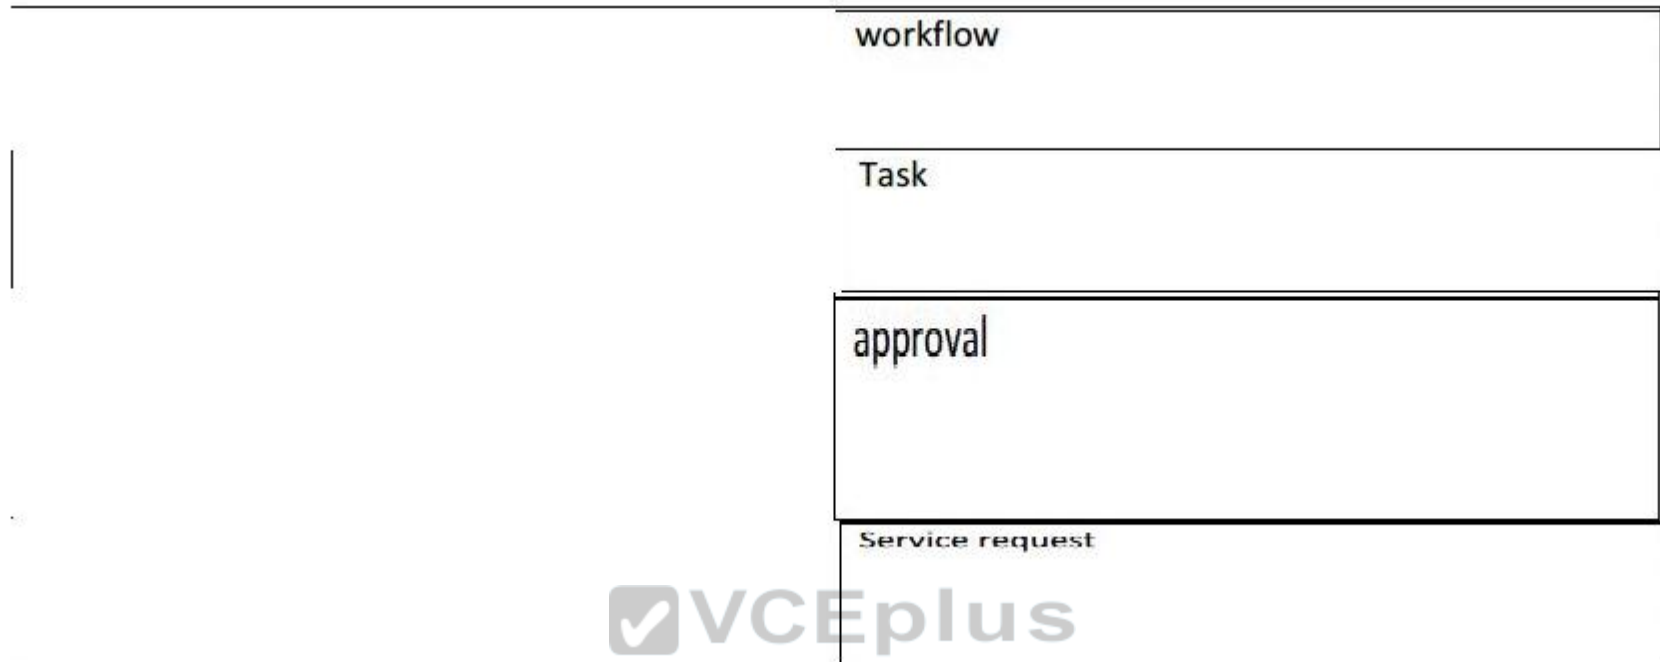 workflow
Task
approval
Service request
VCEplus